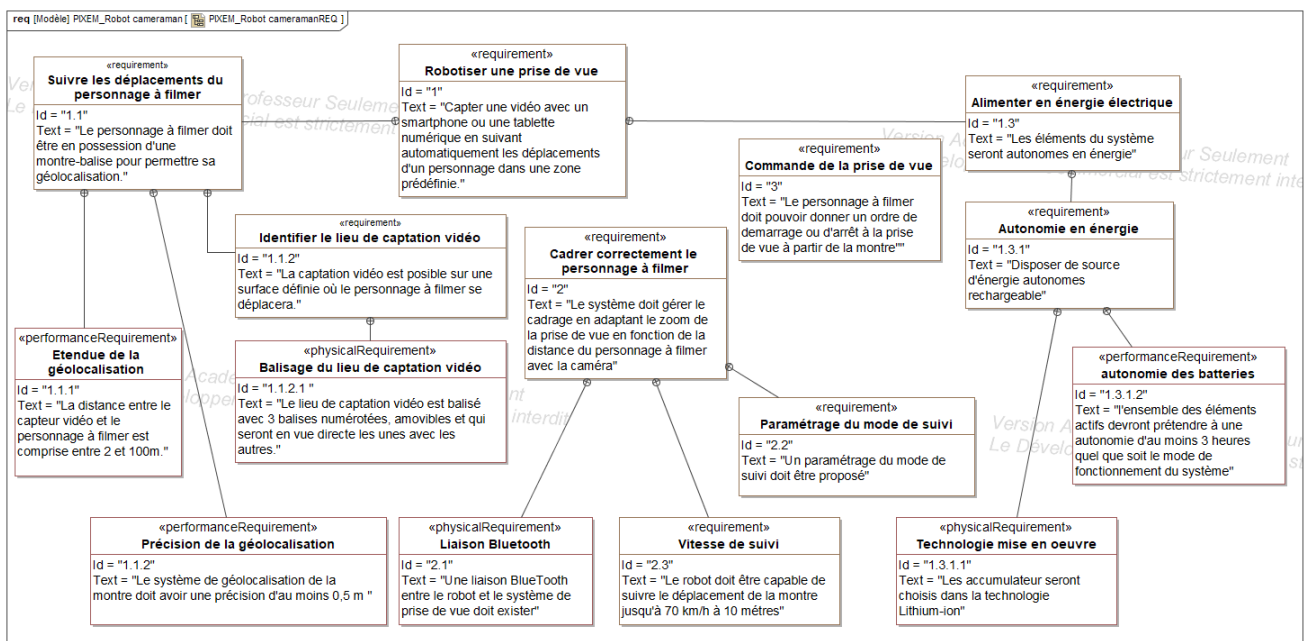 req [Modèle] PIXEM_Robot cameraman [ PIXEM_Robot cameramanREQ ]
«requirement»
Suivre les déplacements du
personnage à filmer
Id = "1.1"
Text = "Le personnage à filmer doit
être en possession d'une
montre-balise pour permettre sa
géolocalisation."
«requirement»
Robotiser une prise de vue
Id = "1"
Text = "Capter une vidéo avec un
smartphone ou une tablette
numérique en suivant
automatiquement les déplacements
d'un personnage dans une zone
prédéfinie."
«requirement»
Alimenter en énergie électrique
Id = "1.3"
Text = "Les éléments du système
seront autonomes en énergie"
«requirement»
Commande de la prise de vue
Id = "3"
Text = "Le personnage à filmer
doit pouvoir donner un ordre de
demarrage ou d'arrêt à la prise
de vue à partir de la montre""
«requirement»
Autonomie en énergie
Id = "1.3.1"
Text = "Disposer de source
d'énergie autonomes
rechargeable"
«requirement»
Identifier le lieu de captation vidéo
Id = "1.1.2"
Text = "La captation vidéo est posible sur une
surface définie où le personnage à filmer se
déplacera."
«requirement»
Cadrer correctement le
personnage à filmer
Id = "2"
Text = "Le système doit gérer le
cadrage en adaptant le zoom de
la prise de vue en fonction de la
distance du personnage à filmer
avec la caméra"
«performanceRequirement»
Etendue de la
géolocalisation
Id = "1.1.1"
Text = "La distance entre le
capteur vidéo et le
personnage à filmer est
comprise entre 2 et 100m."
«physicalRequirement»
Balisage du lieu de captation vidéo
Id = "1.1.2.1 "
Text = "Le lieu de captation vidéo est balisé
avec 3 balises numérotées, amovibles et qui
seront en vue directe les unes avec les
autres."
«performanceRequirement»
autonomie des batteries
Id = "1.3.1.2"
Text = "l'ensemble des éléments
actifs devront prétendre à une
autonomie d'au moins 3 heures
quel que soit le mode de
fonctionnement du système"
«requirement»
Paramétrage du mode de suivi
Id = "2.2"
Text = "Un paramétrage du mode de
suivi doit être proposé"
«performanceRequirement»
Précision de la géolocalisation
Id = "1.1.2"
Text = "Le système de géolocalisation de la
montre doit avoir une précision d'au moins 0,5 m "
«physicalRequirement»
Liaison Bluetooth
Id = "2.1"
Text = "Une liaison BlueTooth
entre le robot et le système de
prise de vue doit exister"
«requirement»
Vitesse de suivi
Id = "2.3"
Text = "Le robot doit être capable de
suivre le déplacement de la montre
jusqu'à 70 km/h à 10 métres"
«physicalRequirement»
Technologie mise en oeuvre
Id = "1.3.1.1"
Text = "Les accumulateur seront
choisis dans la technologie
Lithium-ion"